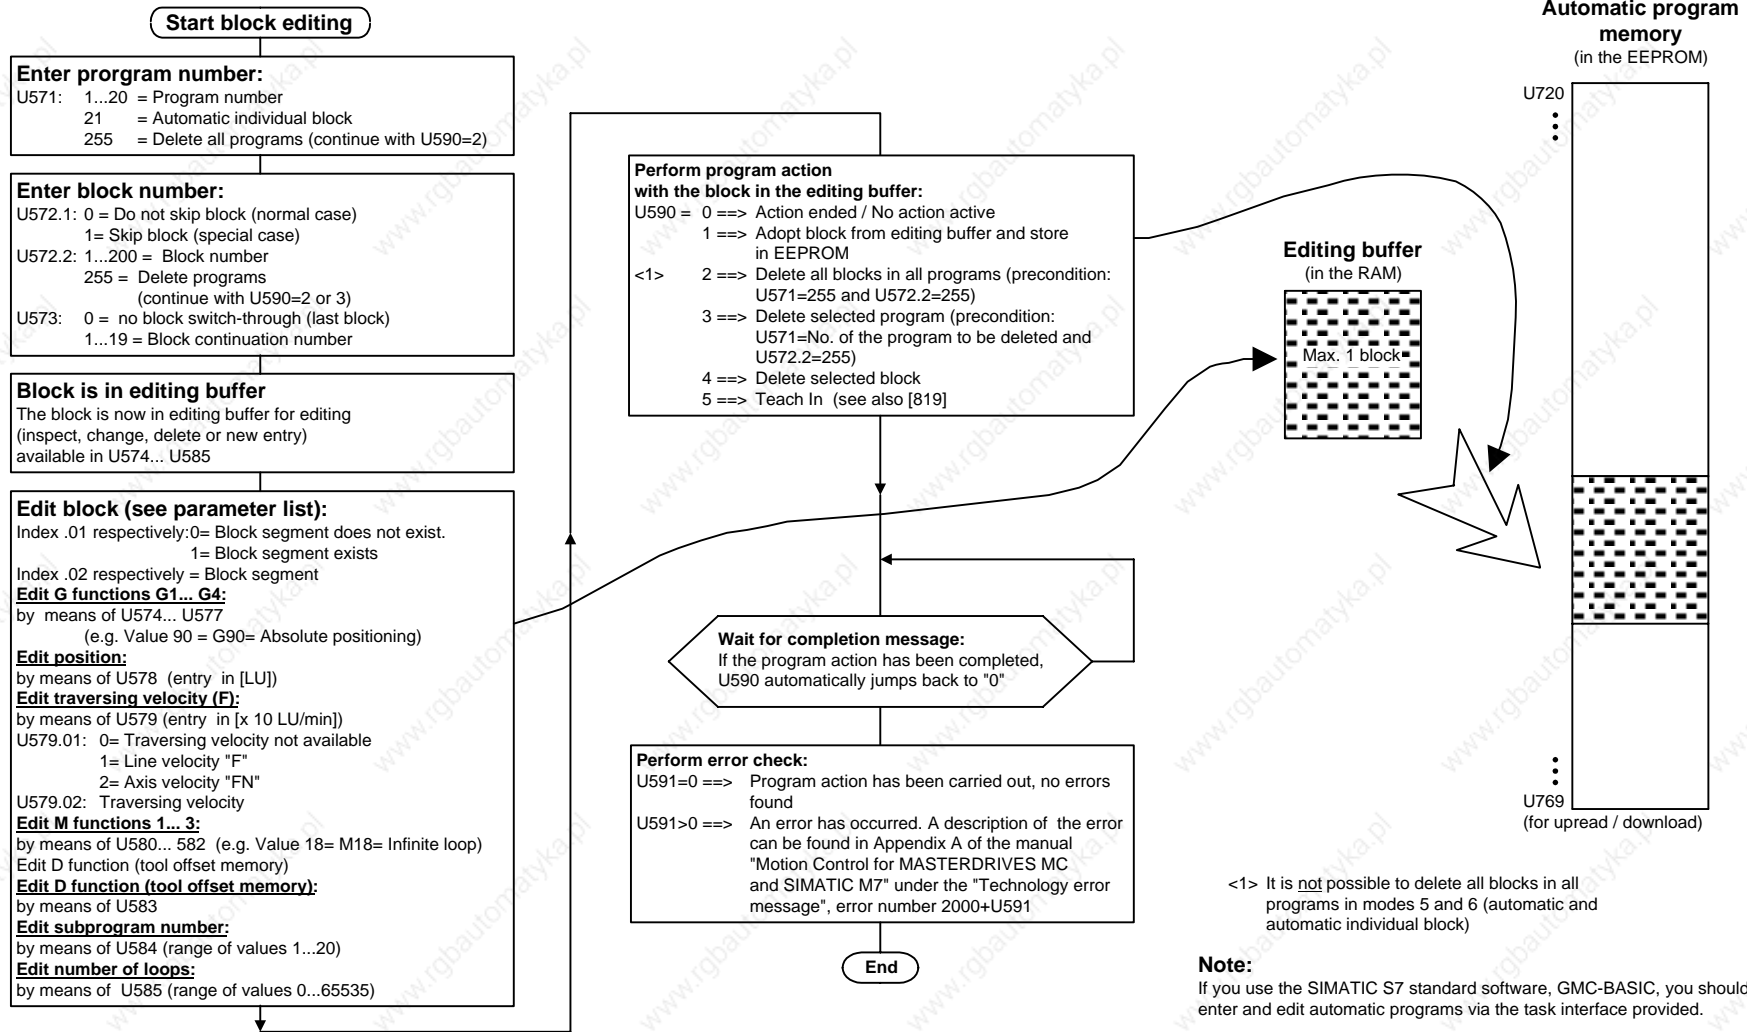 Start block editing
Enter prorgram number:
U571: 1...20 = Program number
21 = Automatic individual block
255 = Delete all programs (continue with U590=2)
Enter block number:
U572.1: 0 = Do not skip block (normal case)
1= Skip block (special case)
U572.2: 1...200 = Block number
255 = Delete programs
(continue with U590=2 or 3)
U573: 0 = no block switch-through (last block)
1...19 = Block continuation number
Block is in editing buffer
The block is now in editing buffer for editing
(inspect, change, delete or new entry)
available in U574... U585
Edit block (see parameter list):
Index .01 respectively:0= Block segment does not exist.
1= Block segment exists
Index .02 respectively = Block segment
Edit G functions G1... G4:
by means of U574... U577
(e.g. Value 90 = G90= Absolute positioning)
Edit position:
by means of U578 (entry in [LU])
Edit traversing velocity (F):
by means of U579 (entry in [x 10 LU/min])
U579.01: 0= Traversing velocity not available
1= Line velocity "F"
2= Axis velocity "FN"
U579.02: Traversing velocity
Edit M functions 1... 3:
by means of U580... 582 (e.g. Value 18= M18= Infinite loop)
Edit D function (tool offset memory)
Edit D function (tool offset memory):
by means of U583
Edit subprogram number:
by means of U584 (range of values 1...20)
Edit number of loops:
by means of U585 (range of values 0...65535)
Perform program action
with the block in the editing buffer:
U590 = 0 ==> Action ended / No action active
1 ==> Adopt block from editing buffer and store
in EEPROM
<1> 2 ==> Delete all blocks in all programs (precondition:
U571=255 and U572.2=255)
3 ==> Delete selected program (precondition:
U571=No. of the program to be deleted and
U572.2=255)
4 ==> Delete selected block
5 ==> Teach In (see also [819]
Wait for completion message:
If the program action has been completed,
U590 automatically jumps back to "0"
Perform error check:
U591=0 ==> Program action has been carried out, no errors
found
U591>0 ==> An error has occurred. A description of the error
can be found in Appendix A of the manual
"Motion Control for MASTERDRIVES MC
and SIMATIC M7" under the "Technology error
message", error number 2000+U591
End
Editing buffer
(in the RAM)
Max. 1 block
Automatic program
memory
(in the EEPROM)
U720
U769
(for upread / download)
<1> It is not possible to delete all blocks in all
programs in modes 5 and 6 (automatic and
automatic individual block)
Note:
If you use the SIMATIC S7 standard software, GMC-BASIC, you should
enter and edit automatic programs via the task interface provided.
www.rgbautomatyka.pl